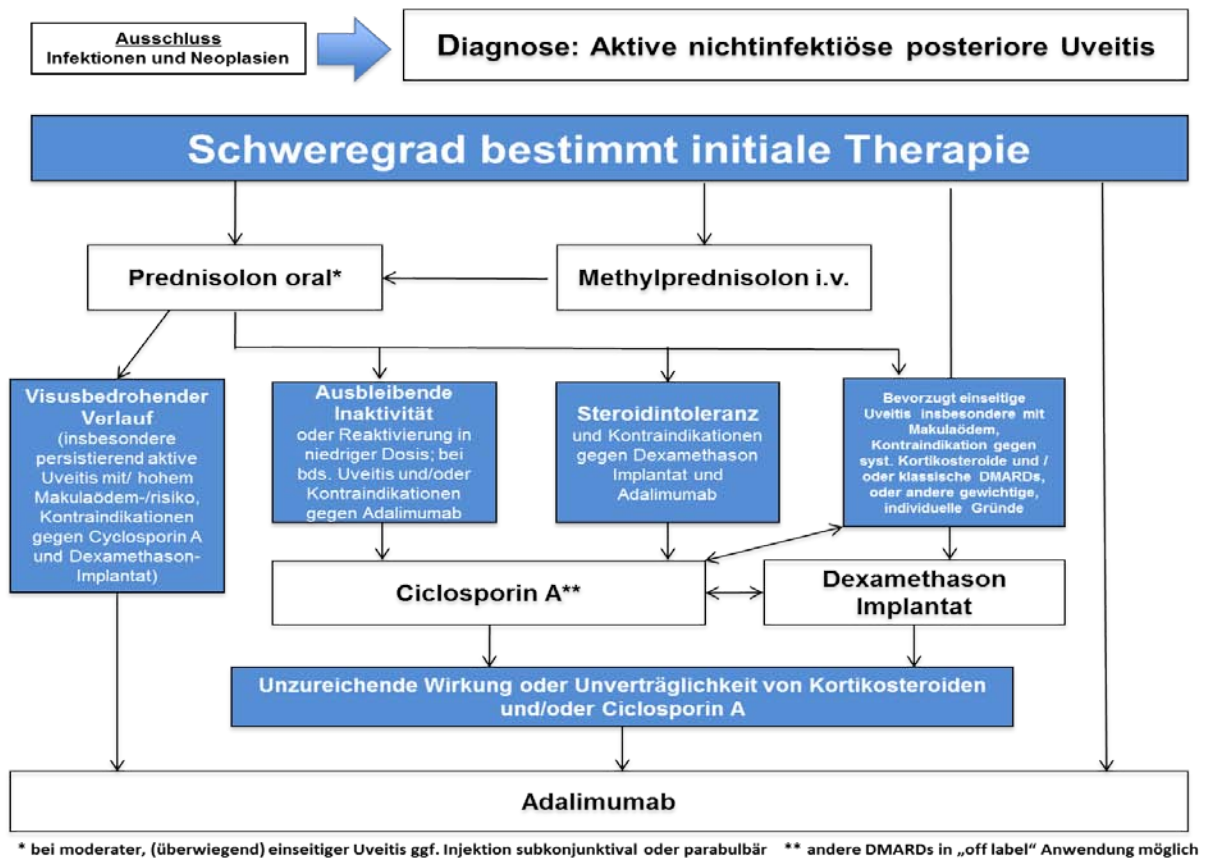 Ausschluss
Infektionen und Neoplasien
Diagnose: Aktive nichtinfektiöse posteriore Uveitis
Schweregrad bestimmt initiale Therapie
Prednisolon oral*
Methylprednisolon i.v.
Visusbedrohender
Verlauf
(insbesondere
persistierend aktive
Uveitis mit/ hohem
Makulaödem-/risiko,
Kontraindikationen
gegen Cyclosporin A
und Dexamethason-
Implantat)
Ausbleibende
Inaktivität
oder Reaktivierung in
niedriger Dosis; bei
bds. Uveitis und/oder
Kontraindikationen
gegen Adalimumab
Steroidintoleranz
und Kontraindikationen
gegen Dexamethason
Implantat und
Adalimumab
Bevorzugt einseitige
Uveitis insbesondere mit
Makulaödem,
Kontraindikation gegen
syst. Kortikosteroide und /
oder klassische DMARDs,
oder andere gewichtige,
individuelle Gründe
Ciclosporin A**
Dexamethason
Implantat
Unzureichende Wirkung oder Unverträglichkeit von Kortikosteroiden
und/oder Ciclosporin A
Adalimumab
* bei moderater, (überwiegend) einseitiger Uveitis ggf. Injektion subkonjunktival oder parabulbär ** andere DMARDs in „off label“ Anwendung möglich